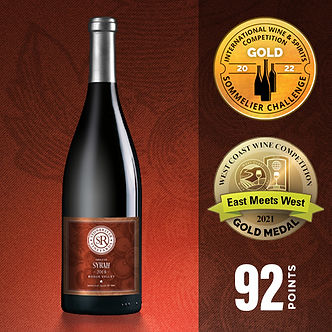 INTERNATIONAL WINE & SPIRITS
COMPETITION
GOLD
20 22
SOMMELIER CHALLENGE
WEST COAST WINE COMPETITION
East Meets West
2021
GOLD MEDAL
92
POINTS
SR
SYRAH
ROGUE VALLEY